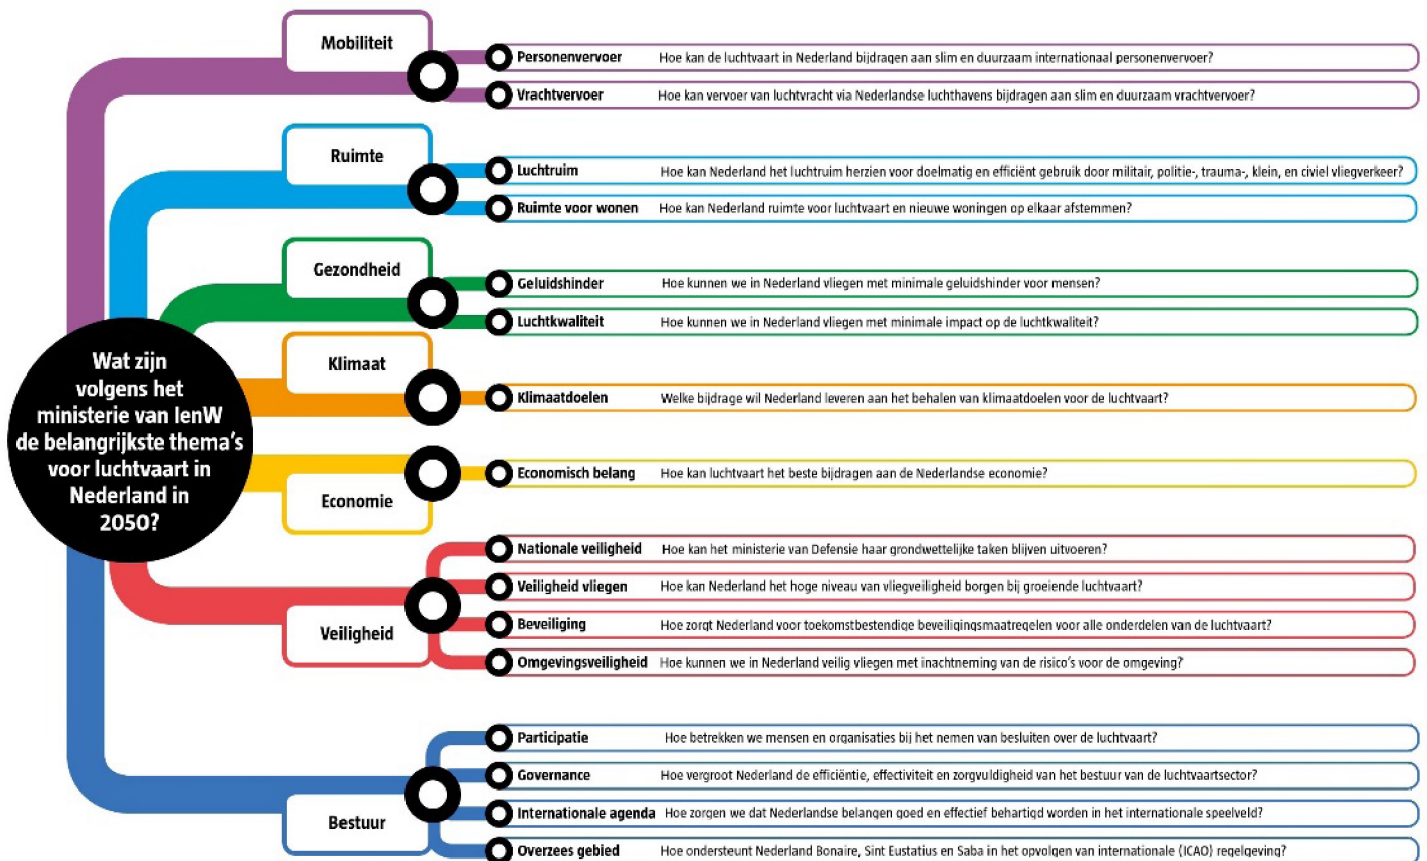 Wat zijn
volgens het
ministerie van IenW
de belangrijkste thema's
voor luchtvaart in
Nederland in
2050?
Mobiliteit
Personenvervoer Hoe kan de luchtvaart in Nederland bijdragen aan slim en duurzaam internationaal personenvervoer?
Vrachtvervoer Hoe kan vervoer van luchtvracht via Nederlandse luchthavens bijdragen aan slim en duurzaam vrachtvervoer?
Ruimte
Luchtruim Hoe kan Nederland het luchtruim herzien voor doelmatig en efficiënt gebruik door militair, politie-, trauma-, klein, en civiel vliegverkeer?
Ruimte voor wonen Hoe kan Nederland ruimte voor luchtvaart en nieuwe woningen op elkaar afstemmen?
Gezondheid
Geluidshinder Hoe kunnen we in Nederland vliegen met minimale geluidshinder voor mensen?
Luchtkwaliteit Hoe kunnen we in Nederland vliegen met minimale impact op de luchtkwaliteit?
Klimaat
Klimaatdoelen Welke bijdrage wil Nederland leveren aan het behalen van klimaatdoelen voor de luchtvaart?
Economisch belang Hoe kan luchtvaart het beste bijdragen aan de Nederlandse economie?
Economie
Nationale veiligheid Hoe kan het ministerie van Defensie haar grondwettelijke taken blijven uitvoeren?
Veiligheid vliegen Hoe kan Nederland het hoge niveau van vliegveiligheid borgen bij groeiende luchtvaart?
Beveiliging Hoe zorgt Nederland voor toekomstbestendige beveiligingsmaatregelen voor alle onderdelen van de luchtvaart?
Veiligheid
Omgevingsveiligheid Hoe kunnen we in Nederland veilig vliegen met inachtneming van de risico's voor de omgeving?
Participatie Hoe betrekken we mensen en organisaties bij het nemen van besluiten over de luchtvaart?
Governance Hoe vergroot Nederland de efficiëntie, effectiviteit en zorgvuldigheid van het bestuur van de luchtvaartsector?
Internationale agenda Hoe zorgen we dat Nederlandse belangen goed en effectief behartigd worden in het internationale speelveld?
Bestuur
Overzees gebied Hoe ondersteunt Nederland Bonaire, Sint Eustatius en Saba in het opvolgen van internationale (ICAO) regelgeving?